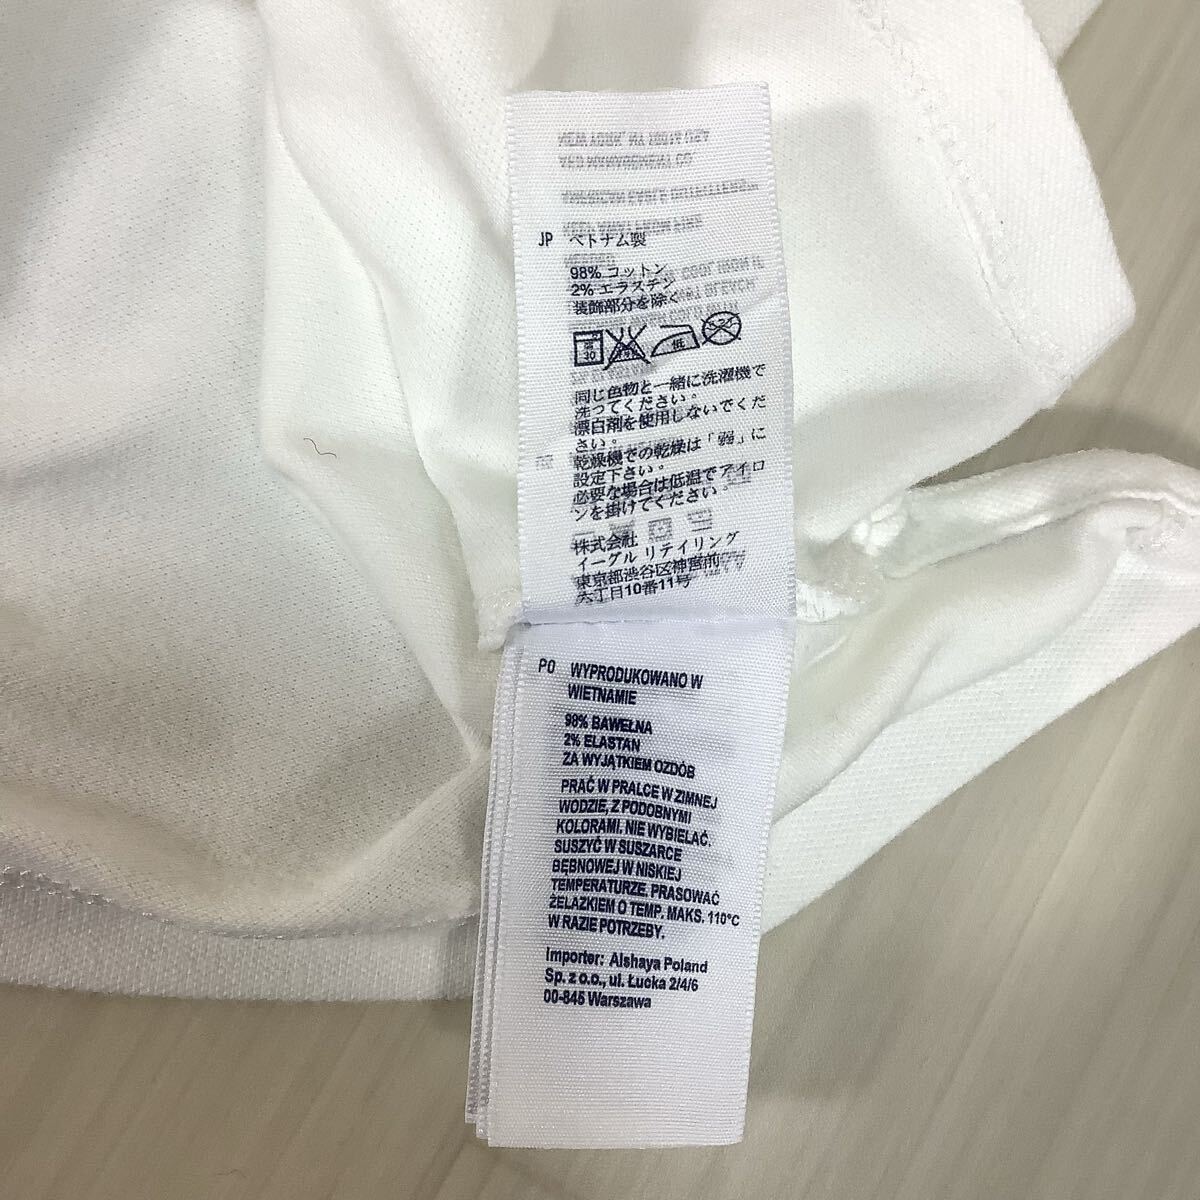 JP ベトナム製
98% コットン
2% エラスチン
装飾部分を除く
30
低
同じ色物と一緒に洗濯機で
洗ってください。
漂白剤を使用しないでくだ
さい。
乾燥機での乾燥は「弱」に
設定下さい。
必要な場合は低温でアイロ
ンを掛けてください。
株式会社
イーグル リテイリング
東京都渋谷区神宮前
六丁目10番11号
PO WYPRODUKOWANO W
WIETNAMIE
98% BAWEŁNA
2% ELASTAN
ZA WYJĄTKIEM OZDÓB
PRAĆ W PRALCE W ZIMNEJ
WODZIE, Z PODOBNYMI
KOLORAMI. NIE WYBIELAĆ.
SUSZYĆ W SUSZARCE
BĘBNOWEJ W NISKIEJ
TEMPERATURZE. PRASOWAĆ
ŻELAZKIEM O TEMP. MAKS. 110°C
W RAZIE POTRZEBY.
Importer: Alshaya Poland
Sp. z o.o., ul. Łucka 2/4/6
00-845 Warszawa